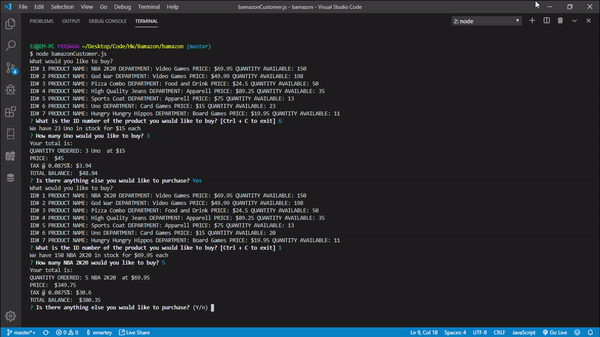 File Edit Selection View Go Debug Terminal Help bamazonCustomer.js - bamazon - Visual Studio Code
PROBLEMS OUTPUT DEBUG CONSOLE TERMINAL 2: node
~/Desktop/Code/HW/Bamazon/bamazon (master)
$ node bamazonCustomer.js
What would you like to buy?
ID# 1 PRODUCT NAME: NBA 2K20 DEPARTMENT: Video Games PRICE: $69.95 QUANTITY AVAILABLE: 150
ID# 2 PRODUCT NAME: God War DEPARTMENT: Video Games PRICE: $49.99 QUANTITY AVAILABLE: 198
ID# 3 PRODUCT NAME: Pizza Combo DEPARTMENT: Food and Drink PRICE: $24.5 QUANTITY AVAILABLE: 50
ID# 4 PRODUCT NAME: High Quality Jeans DEPARTMENT: Apparell PRICE: $89.25 QUANTITY AVAILABLE: 35
ID# 5 PRODUCT NAME: Sports Coat DEPARTMENT: Apparell PRICE: $75 QUANTITY AVAILABLE: 13
ID# 6 PRODUCT NAME: Uno DEPARTMENT: Card Games PRICE: $15 QUANTITY AVAILABLE: 23
ID# 7 PRODUCT NAME: Hungry Hungry Hippos DEPARTMENT: Board Games PRICE: $19.95 QUANTITY AVAILABLE: 11
? What is the ID number of the product you would like to buy? [Ctrl + C to exit] 6
We have 23 Uno in stock for $15 each
? How many Uno would you like to buy? 3
Your total is:
QUANTITY ORDERED: 3 Uno at $15
PRICE: $45
TAX @ 0.0875%: $3.94
TOTAL BALANCE: $48.94
? Is there anything else you would like to purchase? Yes
What would you like to buy?
ID# 1 PRODUCT NAME: NBA 2K20 DEPARTMENT: Video Games PRICE: $69.95 QUANTITY AVAILABLE: 150
ID# 2 PRODUCT NAME: God War DEPARTMENT: Video Games PRICE: $49.99 QUANTITY AVAILABLE: 198
ID# 3 PRODUCT NAME: Pizza Combo DEPARTMENT: Food and Drink PRICE: $24.5 QUANTITY AVAILABLE: 50
ID# 4 PRODUCT NAME: High Quality Jeans DEPARTMENT: Apparell PRICE: $89.25 QUANTITY AVAILABLE: 35
ID# 5 PRODUCT NAME: Sports Coat DEPARTMENT: Apparell PRICE: $75 QUANTITY AVAILABLE: 13
ID# 6 PRODUCT NAME: Uno DEPARTMENT: Card Games PRICE: $15 QUANTITY AVAILABLE: 20
ID# 7 PRODUCT NAME: Hungry Hungry Hippos DEPARTMENT: Board Games PRICE: $19.95 QUANTITY AVAILABLE: 11
? What is the ID number of the product you would like to buy? [Ctrl + C to exit] 1
We have 150 NBA 2K20 in stock for $69.95 each
? How many NBA 2K20 would you like to buy? 5
Your total is:
QUANTITY ORDERED: 5 NBA 2K20 at $69.95
PRICE: $349.75
TAX @ 0.0875%: $30.6
TOTAL BALANCE: $380.35
? Is there anything else you would like to purchase? (Y/n)
master*+ 0 0 emartey Live Share Ln 9, Col 18 Spaces: 4 UTF-8 CRLF JavaScript Go Live